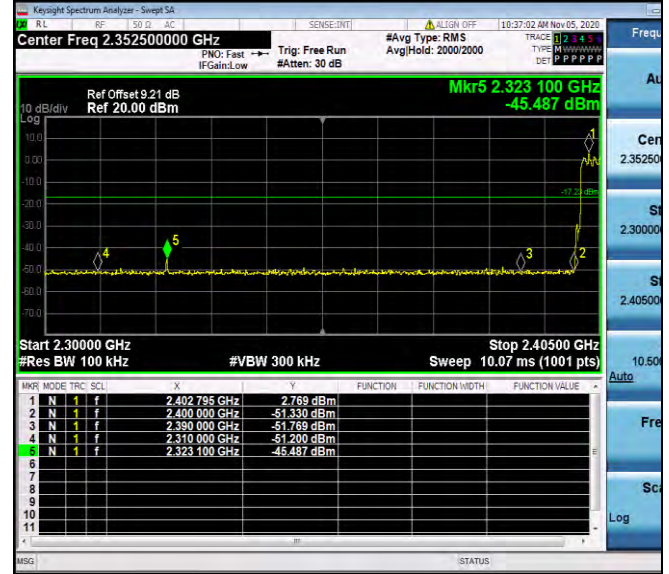 Keysight Spectrum Analyzer - Swept SA
RL RF 50 Ω AC SENSE:INT ALIGN OFF 10:37:02 AM Nov 05, 2020
Center Freq 2.352500000 GHz #Avg Type: RMS TRACE 1 2 3 4 5 6
PNO: Fast Trig: Free Run Avg|Hold: 2000/2000 TYPE M
IFGain:Low #Atten: 30 dB DET P P P P P P
Ref Offset 9.21 dB Mkr5 2.323 100 GHz
10 dB/div Ref 20.00 dBm -45.487 dBm
Log
10.0 1
0.00
-10.0
-17.23 dBm
-20.0
-30.0
-40.0 4 5 3 2
-50.0
-60.0
-70.0
Start 2.30000 GHz Stop 2.40500 GHz
#Res BW 100 kHz #VBW 300 kHz Sweep 10.07 ms (1001 pts)
MKR MODE TRC SCL X Y FUNCTION FUNCTION WIDTH FUNCTION VALUE
1 N 1 f 2.402 795 GHz 2.769 dBm
2 N 1 f 2.400 000 GHz -51.330 dBm
3 N 1 f 2.390 000 GHz -51.769 dBm
4 N 1 f 2.310 000 GHz -51.200 dBm
5 N 1 f 2.323 100 GHz -45.487 dBm
6
7
8
9
10
11
MSG STATUS
Frequ
Au
Cen
2.35250
St
2.30000
St
2.40500
10.500
Auto
Fre
Sca
Log